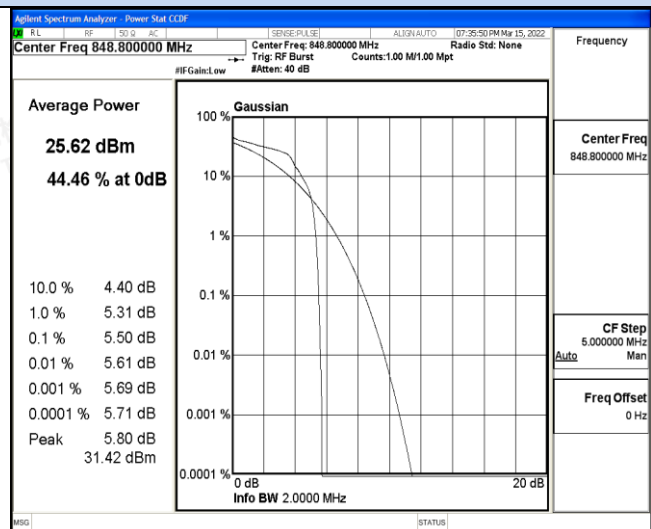 Agilent Spectrum Analyzer - Power Stat CCDF
RL RF 50 Ω AC SENSE:PULSE ALIGN AUTO 07:35:50 PM Mar 15, 2022
Center Freq 848.800000 MHz
Center Freq: 848.800000 MHz Radio Std: None
Trig: RF Burst Counts:1.00 M/1.00 Mpt
#IFGain:Low #Atten: 40 dB
Frequency
Average Power
25.62 dBm
44.46 % at 0dB
10.0 % 4.40 dB
1.0 % 5.31 dB
0.1 % 5.50 dB
0.01 % 5.61 dB
0.001 % 5.69 dB
0.0001 % 5.71 dB
Peak 5.80 dB
31.42 dBm
Gaussian
100 %
10 %
1 %
0.1 %
0.01 %
0.001 %
0.0001 %
0 dB 20 dB
Info BW 2.0000 MHz
Center Freq
848.800000 MHz
CF Step
5.000000 MHz
Auto Man
Freq Offset
0 Hz
MSG STATUS